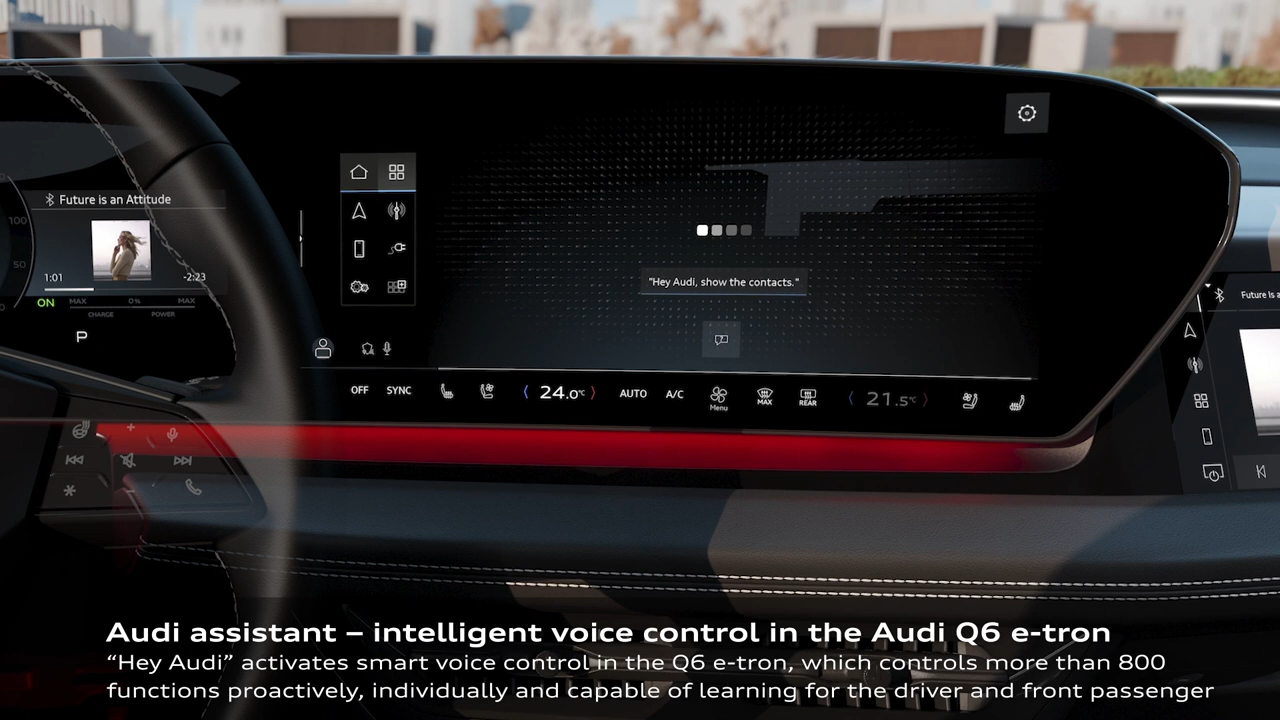 100
50
Future is an Attitude
1:01
-2:23
ON
MAX
0%
MAX
CHARGE
POWER
P
"Hey Audi, show the contacts."
OFF
SYNC
24.0°C
AUTO
A/C
Menu
MAX
REAR
21.5°C
Future is a
Audi assistant – intelligent voice control in the Audi Q6 e-tron
“Hey Audi” activates smart voice control in the Q6 e-tron, which controls more than 800
functions proactively, individually and capable of learning for the driver and front passenger